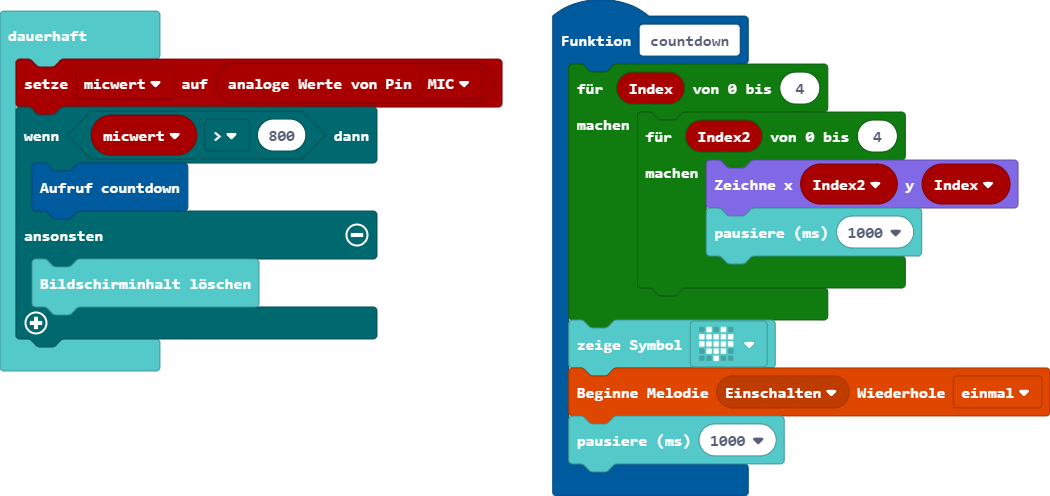 dauerhaft
setze micwert auf analoge Werte von Pin MIC
wenn micwert > 800 dann
Aufruf countdown
ansonsten
Bildschirminhalt löschen
Funktion countdown
für Index von 0 bis 4
machen
für Index2 von 0 bis 4
machen
Zeichne x Index2 y Index
pausiere (ms) 1000
zeige Symbol
Beginne Melodie Einschalten Wiederhole einmal
pausiere (ms) 1000